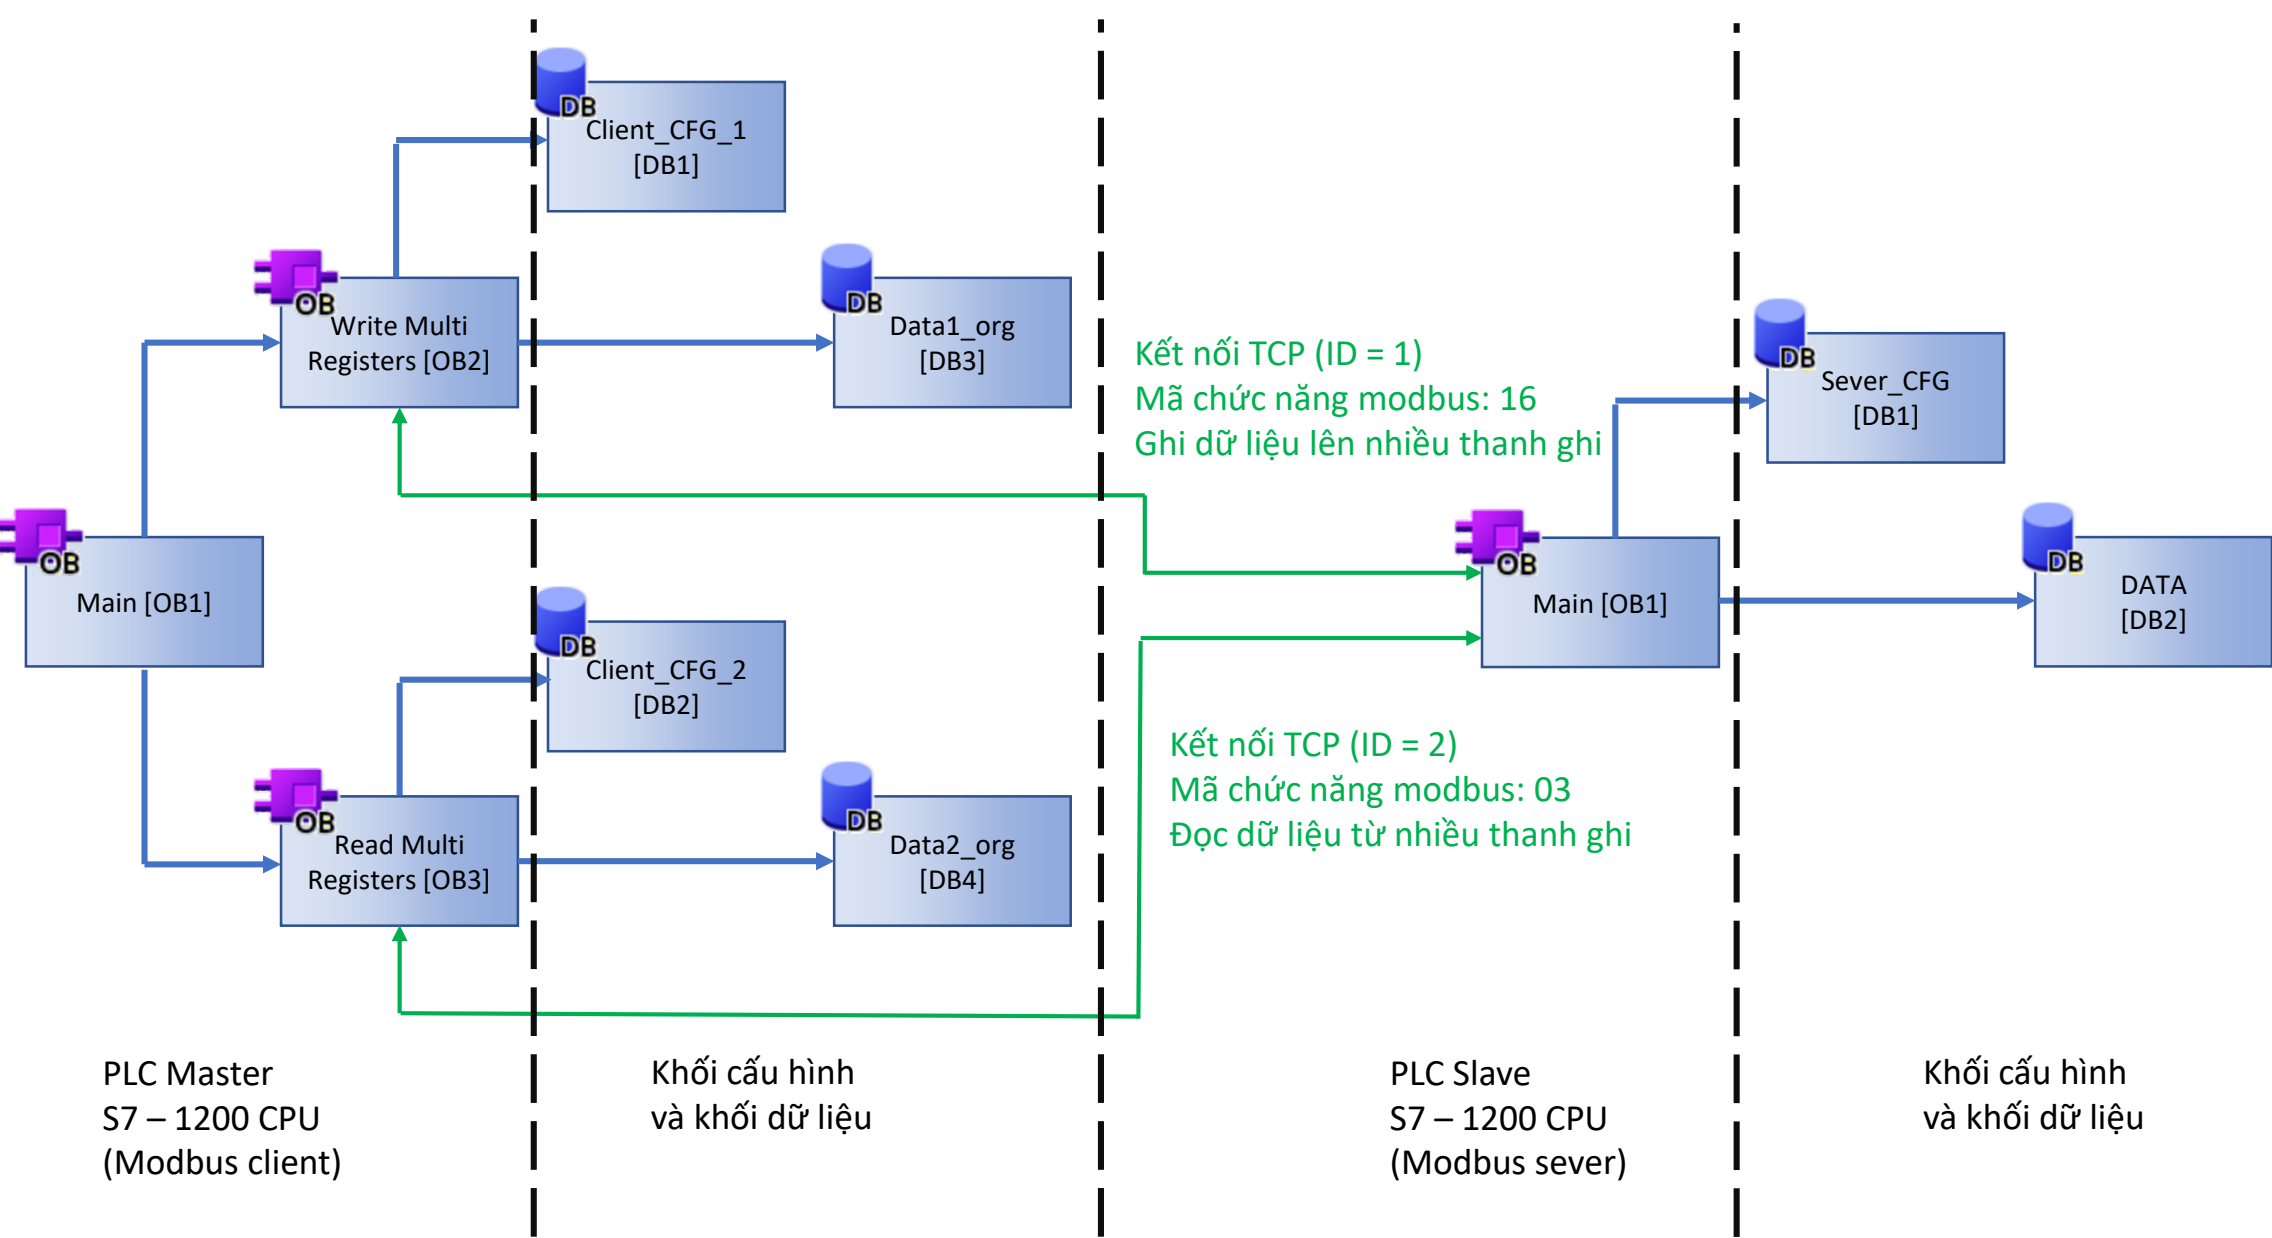 DB
Client_CFG_1
[DB1]
OB
Write Multi
Registers [OB2]
DB
Data1_org
[DB3]
Kết nối TCP (ID = 1)
Mã chức năng modbus: 16
Ghi dữ liệu lên nhiều thanh ghi
DB
Sever_CFG
[DB1]
OB
Main [OB1]
DB
Client_CFG_2
[DB2]
OB
Main [OB1]
DB
DATA
[DB2]
OB
Read Multi
Registers [OB3]
DB
Data2_org
[DB4]
Kết nối TCP (ID = 2)
Mã chức năng modbus: 03
Đọc dữ liệu từ nhiều thanh ghi
PLC Master
S7 – 1200 CPU
(Modbus client)
Khối cấu hình
và khối dữ liệu
PLC Slave
S7 – 1200 CPU
(Modbus sever)
Khối cấu hình
và khối dữ liệu